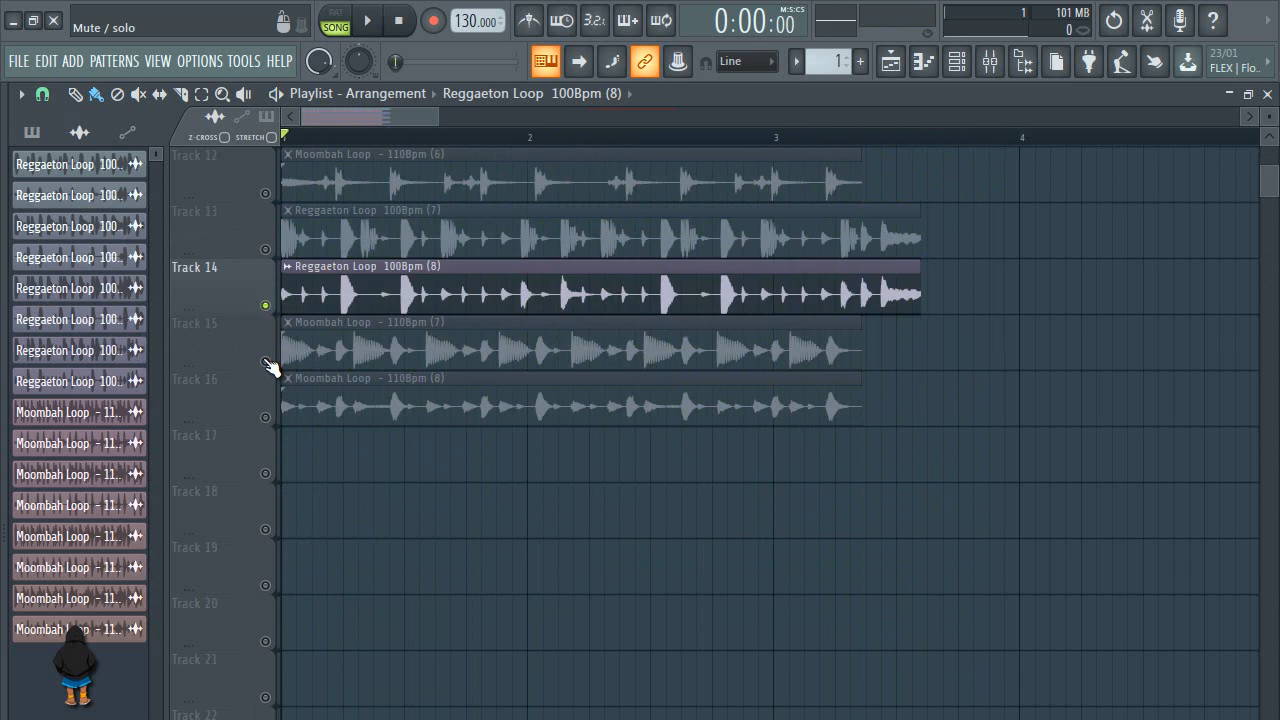 Mute / solo
SONG
130.000
3.2.
0:00:00
M:S:CS
1
101 MB
0
FILE EDIT ADD PATTERNS VIEW OPTIONS TOOLS HELP
Line
1
+
23/01
FLEX | Flo..
Playlist - Arrangement
Reggaeton Loop 100Bpm (8)
Z-CROSS
STRETCH
2
3
4
Reggaeton Loop 100..
Reggaeton Loop 100..
Reggaeton Loop 100..
Reggaeton Loop 100..
Reggaeton Loop 100..
Reggaeton Loop 100..
Reggaeton Loop 100..
Reggaeton Loop 100..
Moombah Loop - 11..
Moombah Loop - 11..
Moombah Loop - 11..
Moombah Loop - 11..
Moombah Loop - 11..
Moombah Loop - 11..
Moombah Loop - 11..
Moombah Loop - 11..
Track 12
Moombah Loop - 110Bpm (6)
Track 13
Reggaeton Loop 100Bpm (7)
Track 14
Reggaeton Loop 100Bpm (8)
Track 15
Moombah Loop - 110Bpm (7)
Track 16
Moombah Loop - 110Bpm (8)
Track 17
Track 18
Track 19
Track 20
Track 21
Track 22